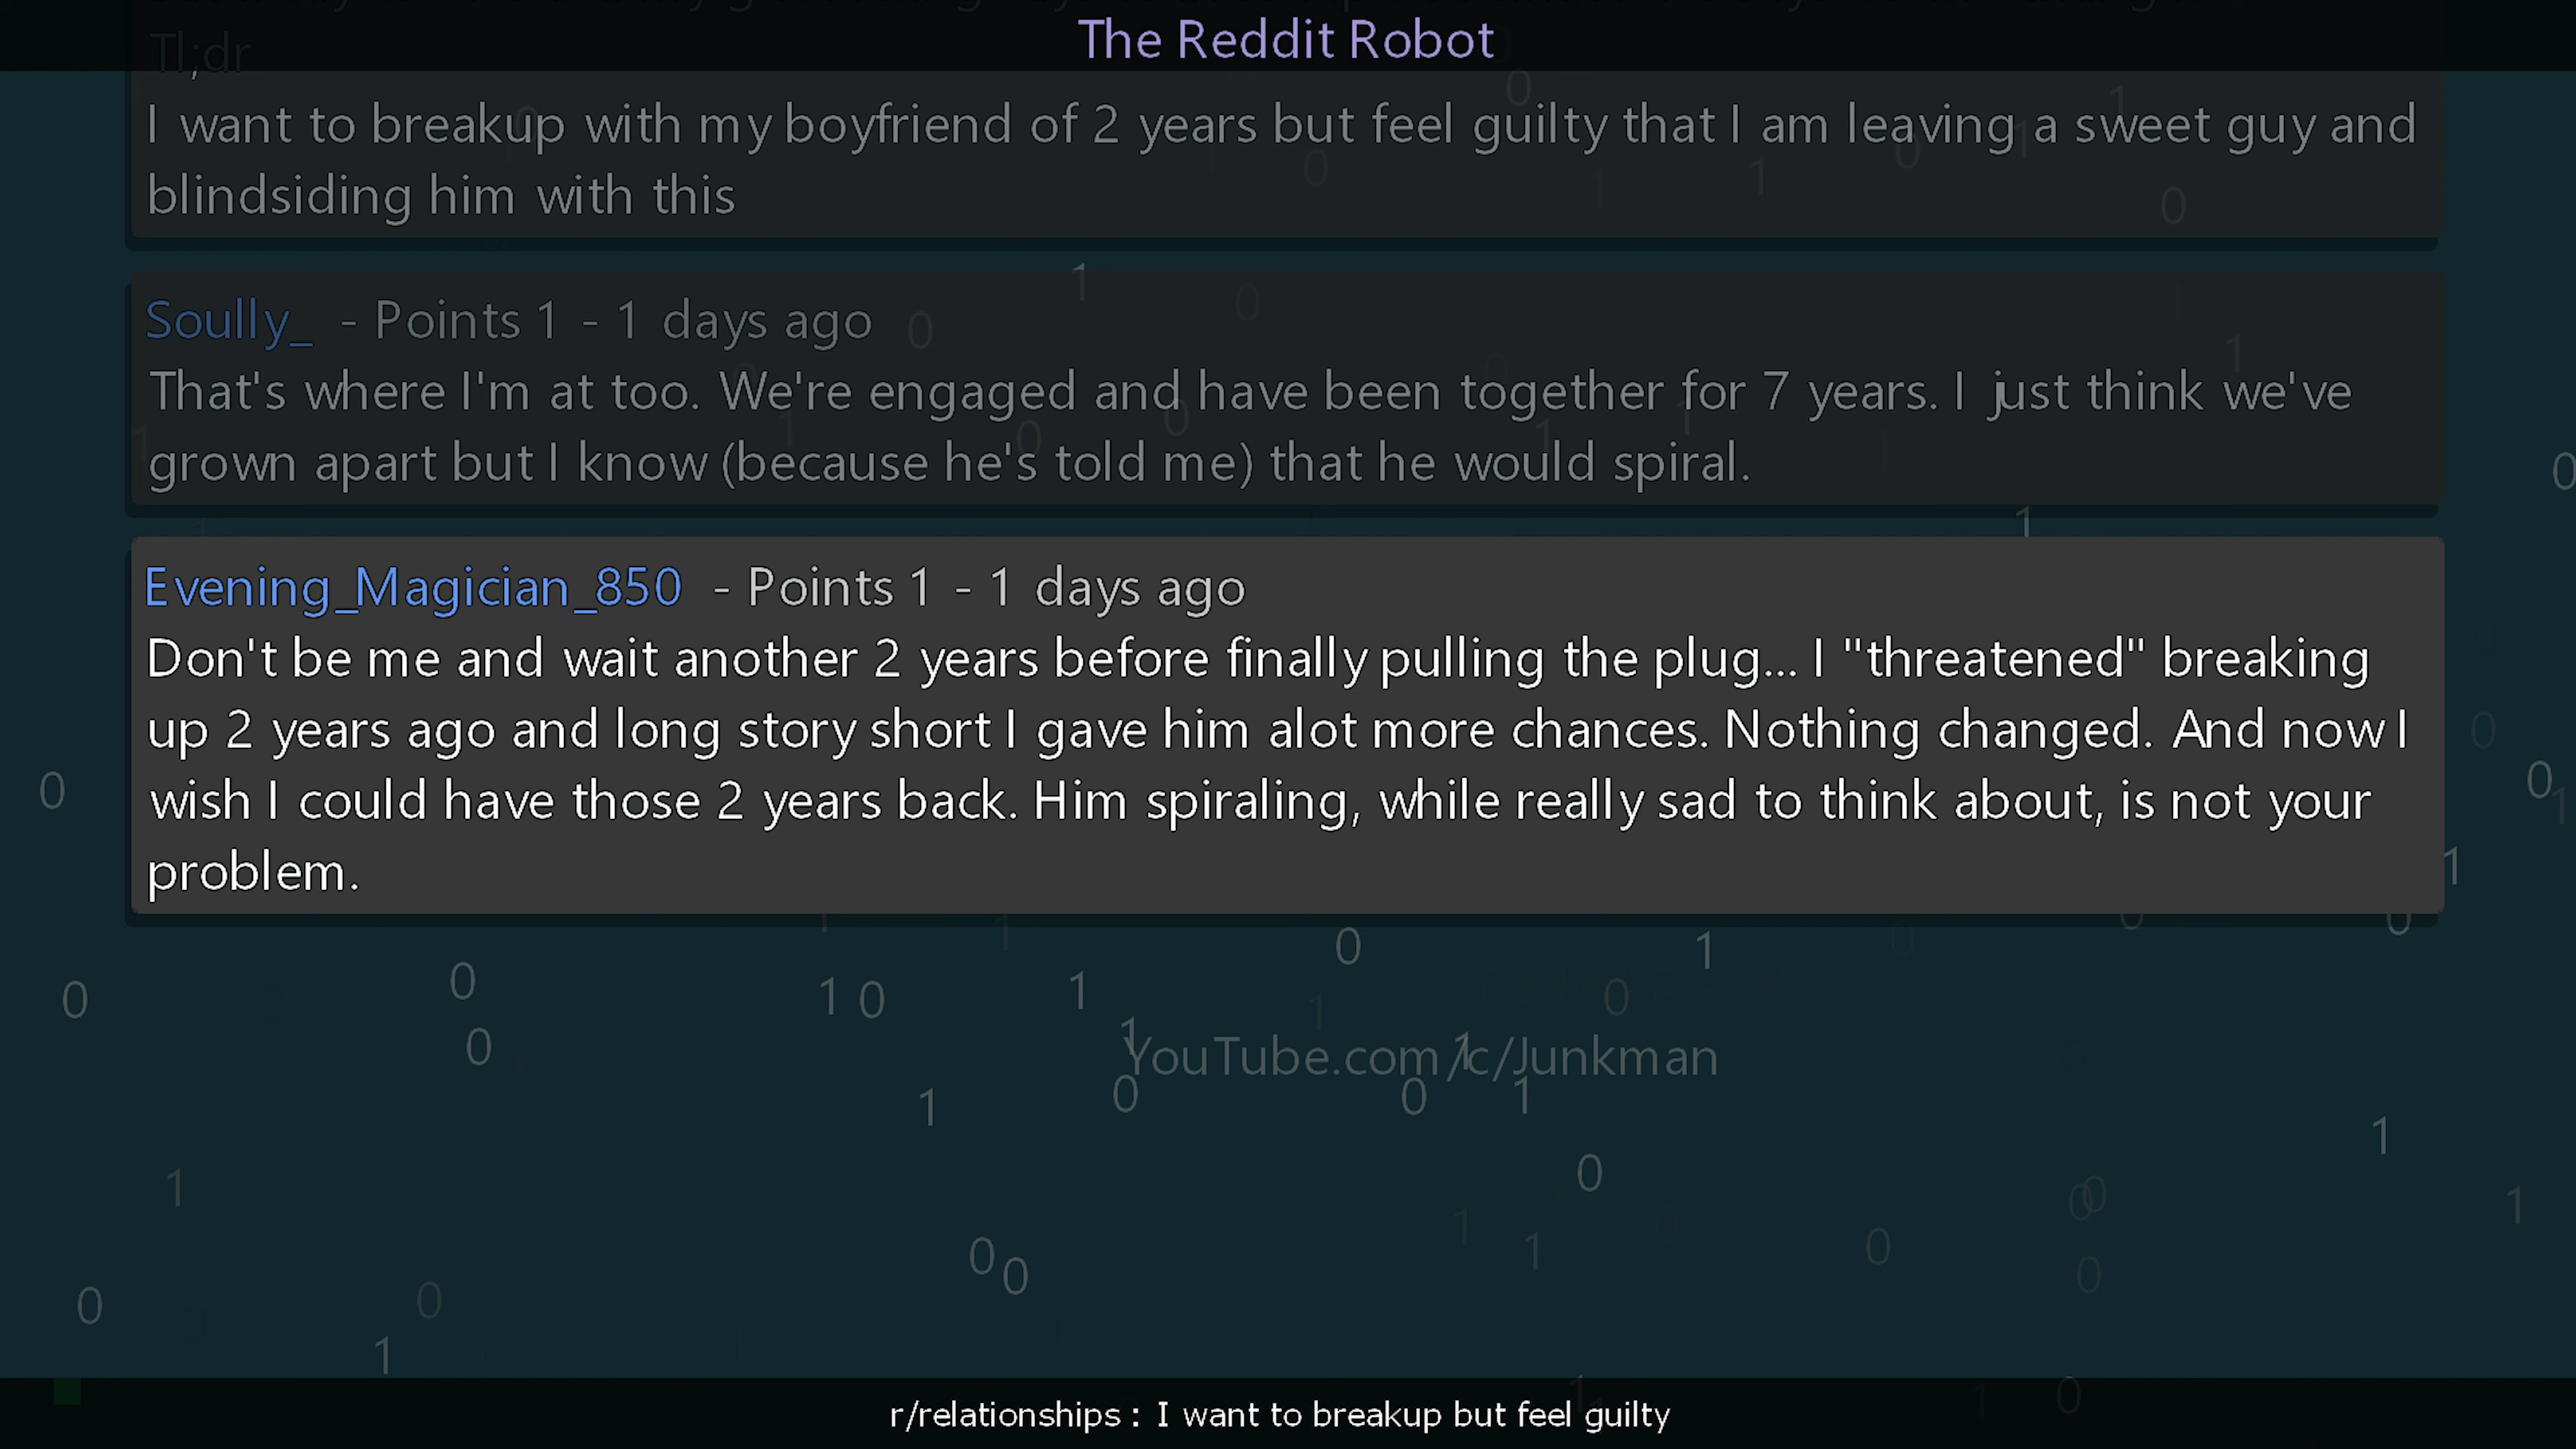 The Reddit Robot
Tl;dr
I want to breakup with my boyfriend of 2 years but feel guilty that I am leaving a sweet guy and
blindsiding him with this
Soully_ - Points 1 - 1 days ago
That's where I'm at too. We're engaged and have been together for 7 years. I just think we've
grown apart but I know (because he's told me) that he would spiral.
Evening_Magician_850 - Points 1 - 1 days ago
Don't be me and wait another 2 years before finally pulling the plug... I "threatened" breaking
up 2 years ago and long story short I gave him alot more chances. Nothing changed. And now I
wish I could have those 2 years back. Him spiraling, while really sad to think about, is not your
problem.
YouTube.com/c/Junkman
r/relationships : I want to breakup but feel guilty